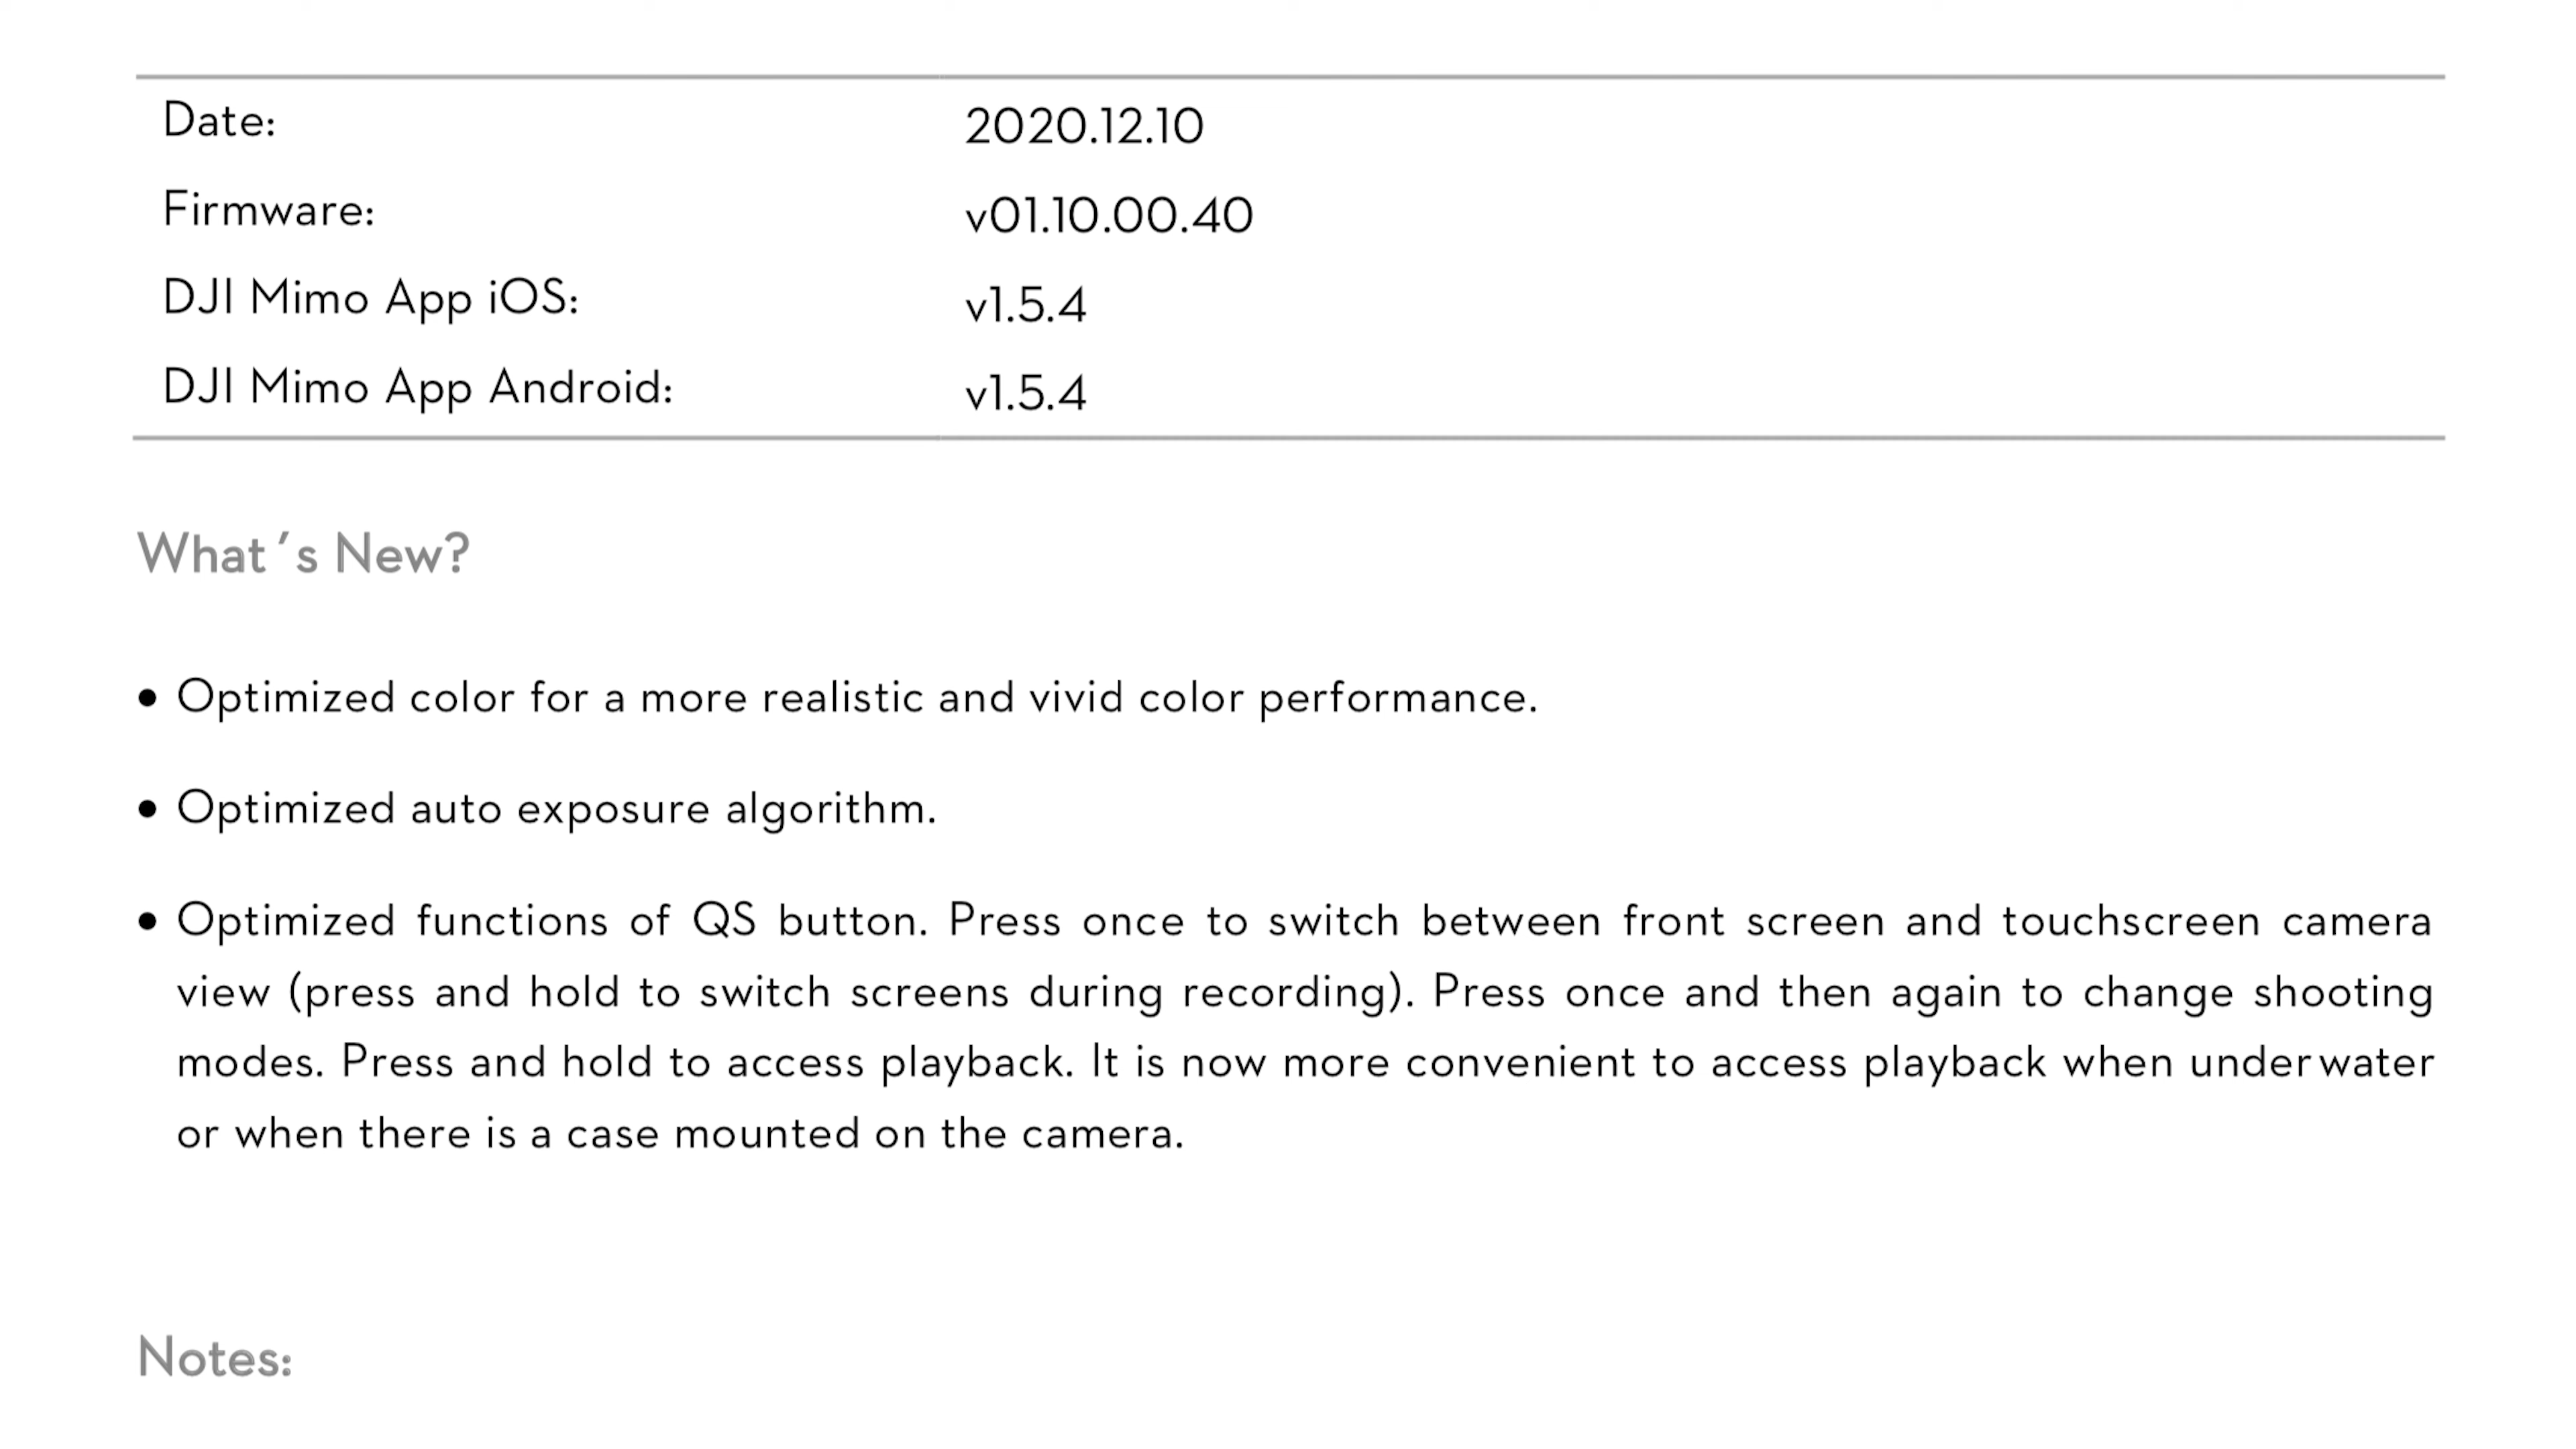 Date: 2020.12.10
Firmware: v01.10.00.40
DJI Mimo App iOS: v1.5.4
DJI Mimo App Android: v1.5.4
What´s New?
• Optimized color for a more realistic and vivid color performance.
• Optimized auto exposure algorithm.
• Optimized functions of QS button. Press once to switch between front screen and touchscreen camera
view (press and hold to switch screens during recording). Press once and then again to change shooting
modes. Press and hold to access playback. It is now more convenient to access playback when underwater
or when there is a case mounted on the camera.
Notes: